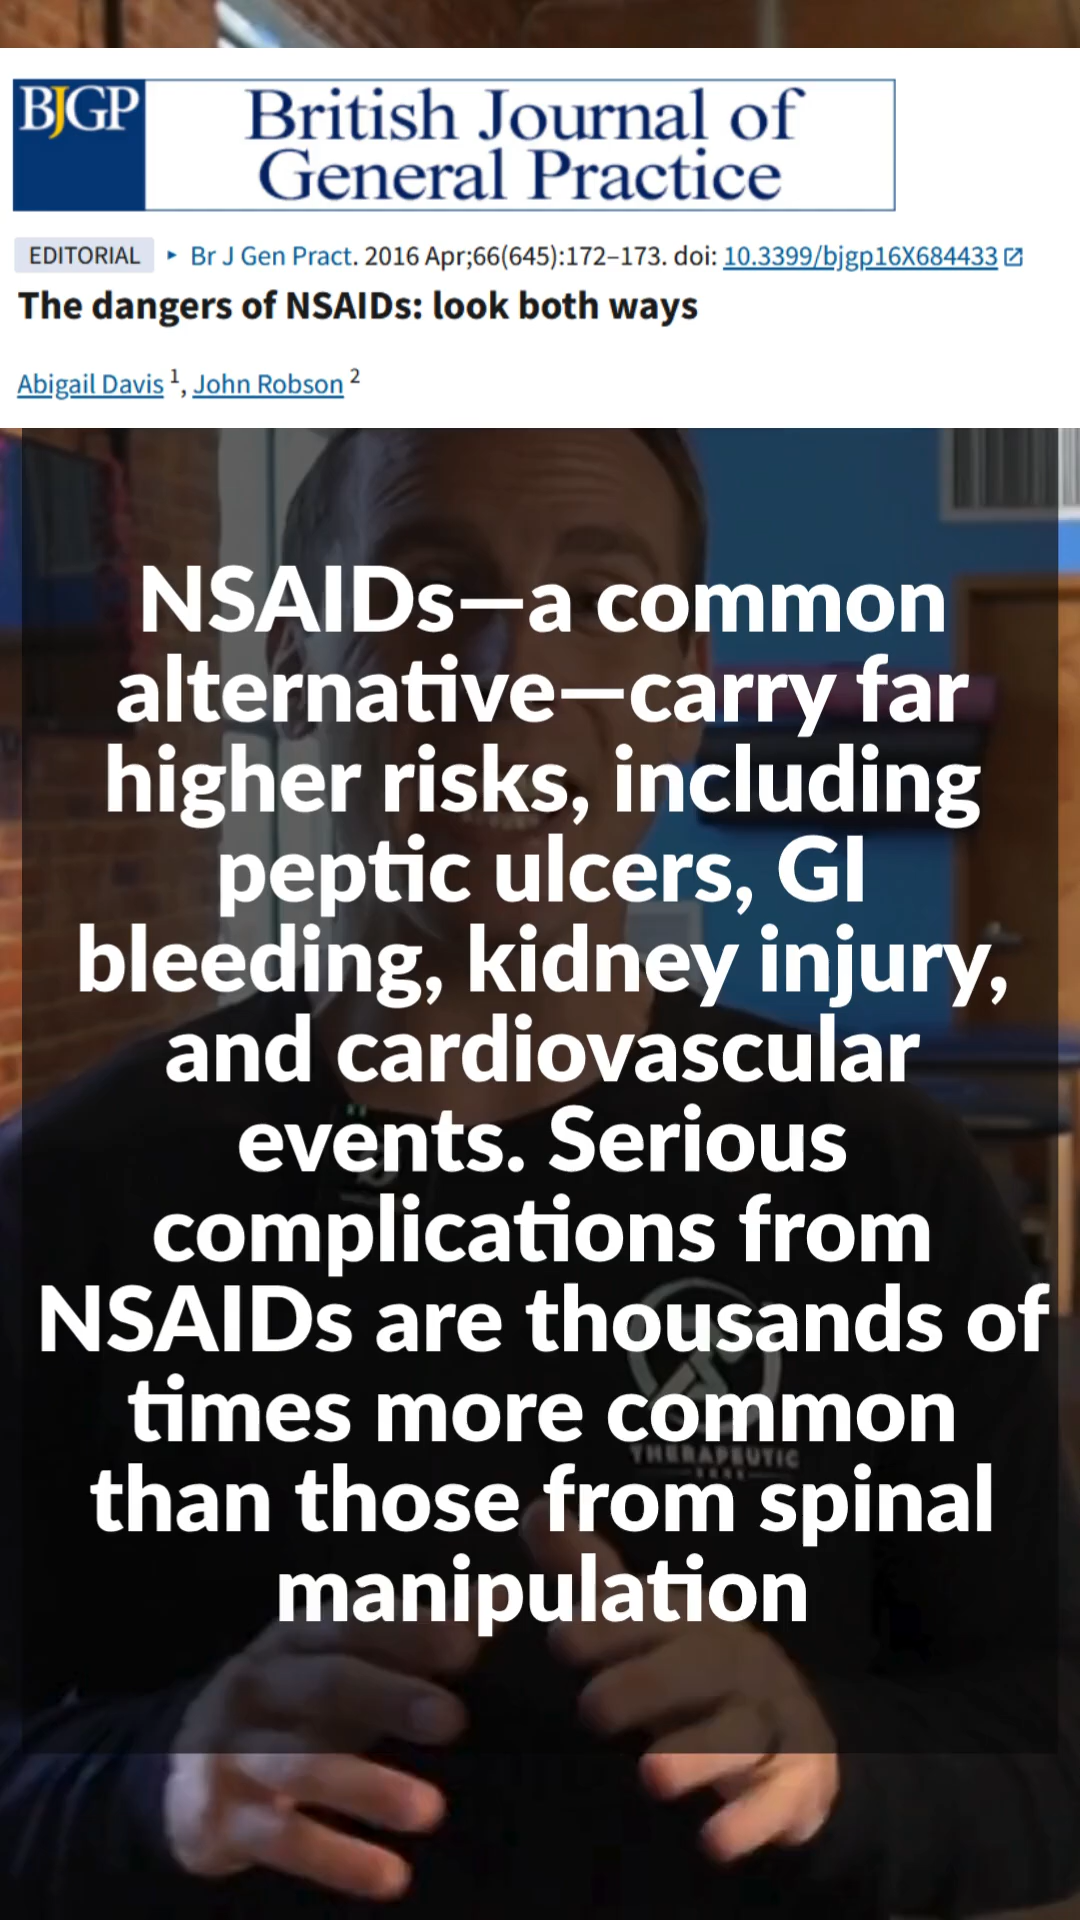 BJGP
British Journal of
General Practice
EDITORIAL ▸ Br J Gen Pract. 2016 Apr;66(645):172–173. doi: 10.3399/bjgp16X684433
The dangers of NSAIDs: look both ways
Abigail Davis 1, John Robson 2
NSAIDs—a common
alternative—carry far
higher risks, including
peptic ulcers, GI
bleeding, kidney injury,
and cardiovascular
events. Serious
complications from
NSAIDs are thousands of
times more common
than those from spinal
manipulation
THERAPEUTIC